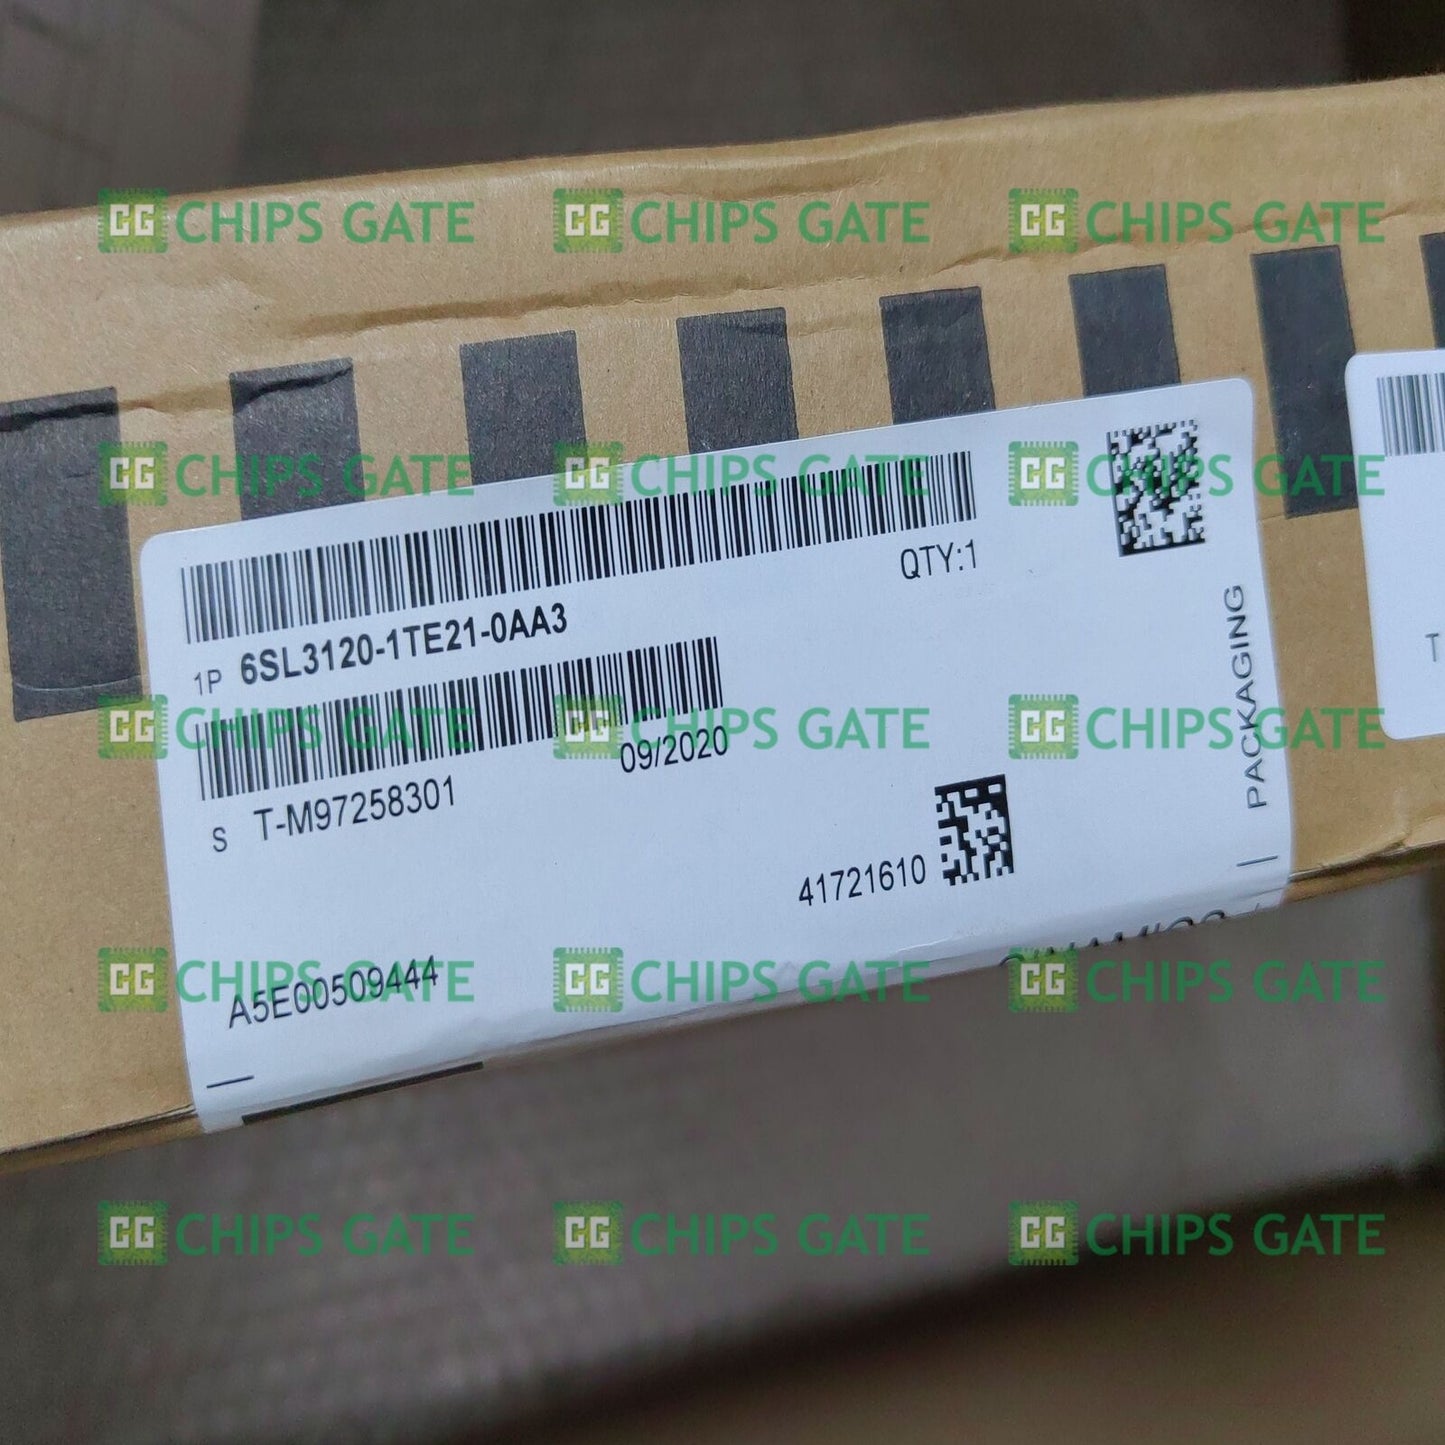 CG CHIPS GATE CG CHIPS GATE CG CHIPS GATE
CG CHIPS GATE CG CHIPS GATE CG CHIPS GATE
QTY:1
1P 6SL3120-1TE21-0AA3
PACKAGING
CG CHIPS GATE CG CHIPS GATE CG CHIPS GATE
09/2020
S T-M97258301
41721610
CG CHIPS GATE CG CHIPS GATE CG CHIPS GATE
A5E00509444
CG CHIPS GATE CG CHIPS GATE CG CHIPS GATE